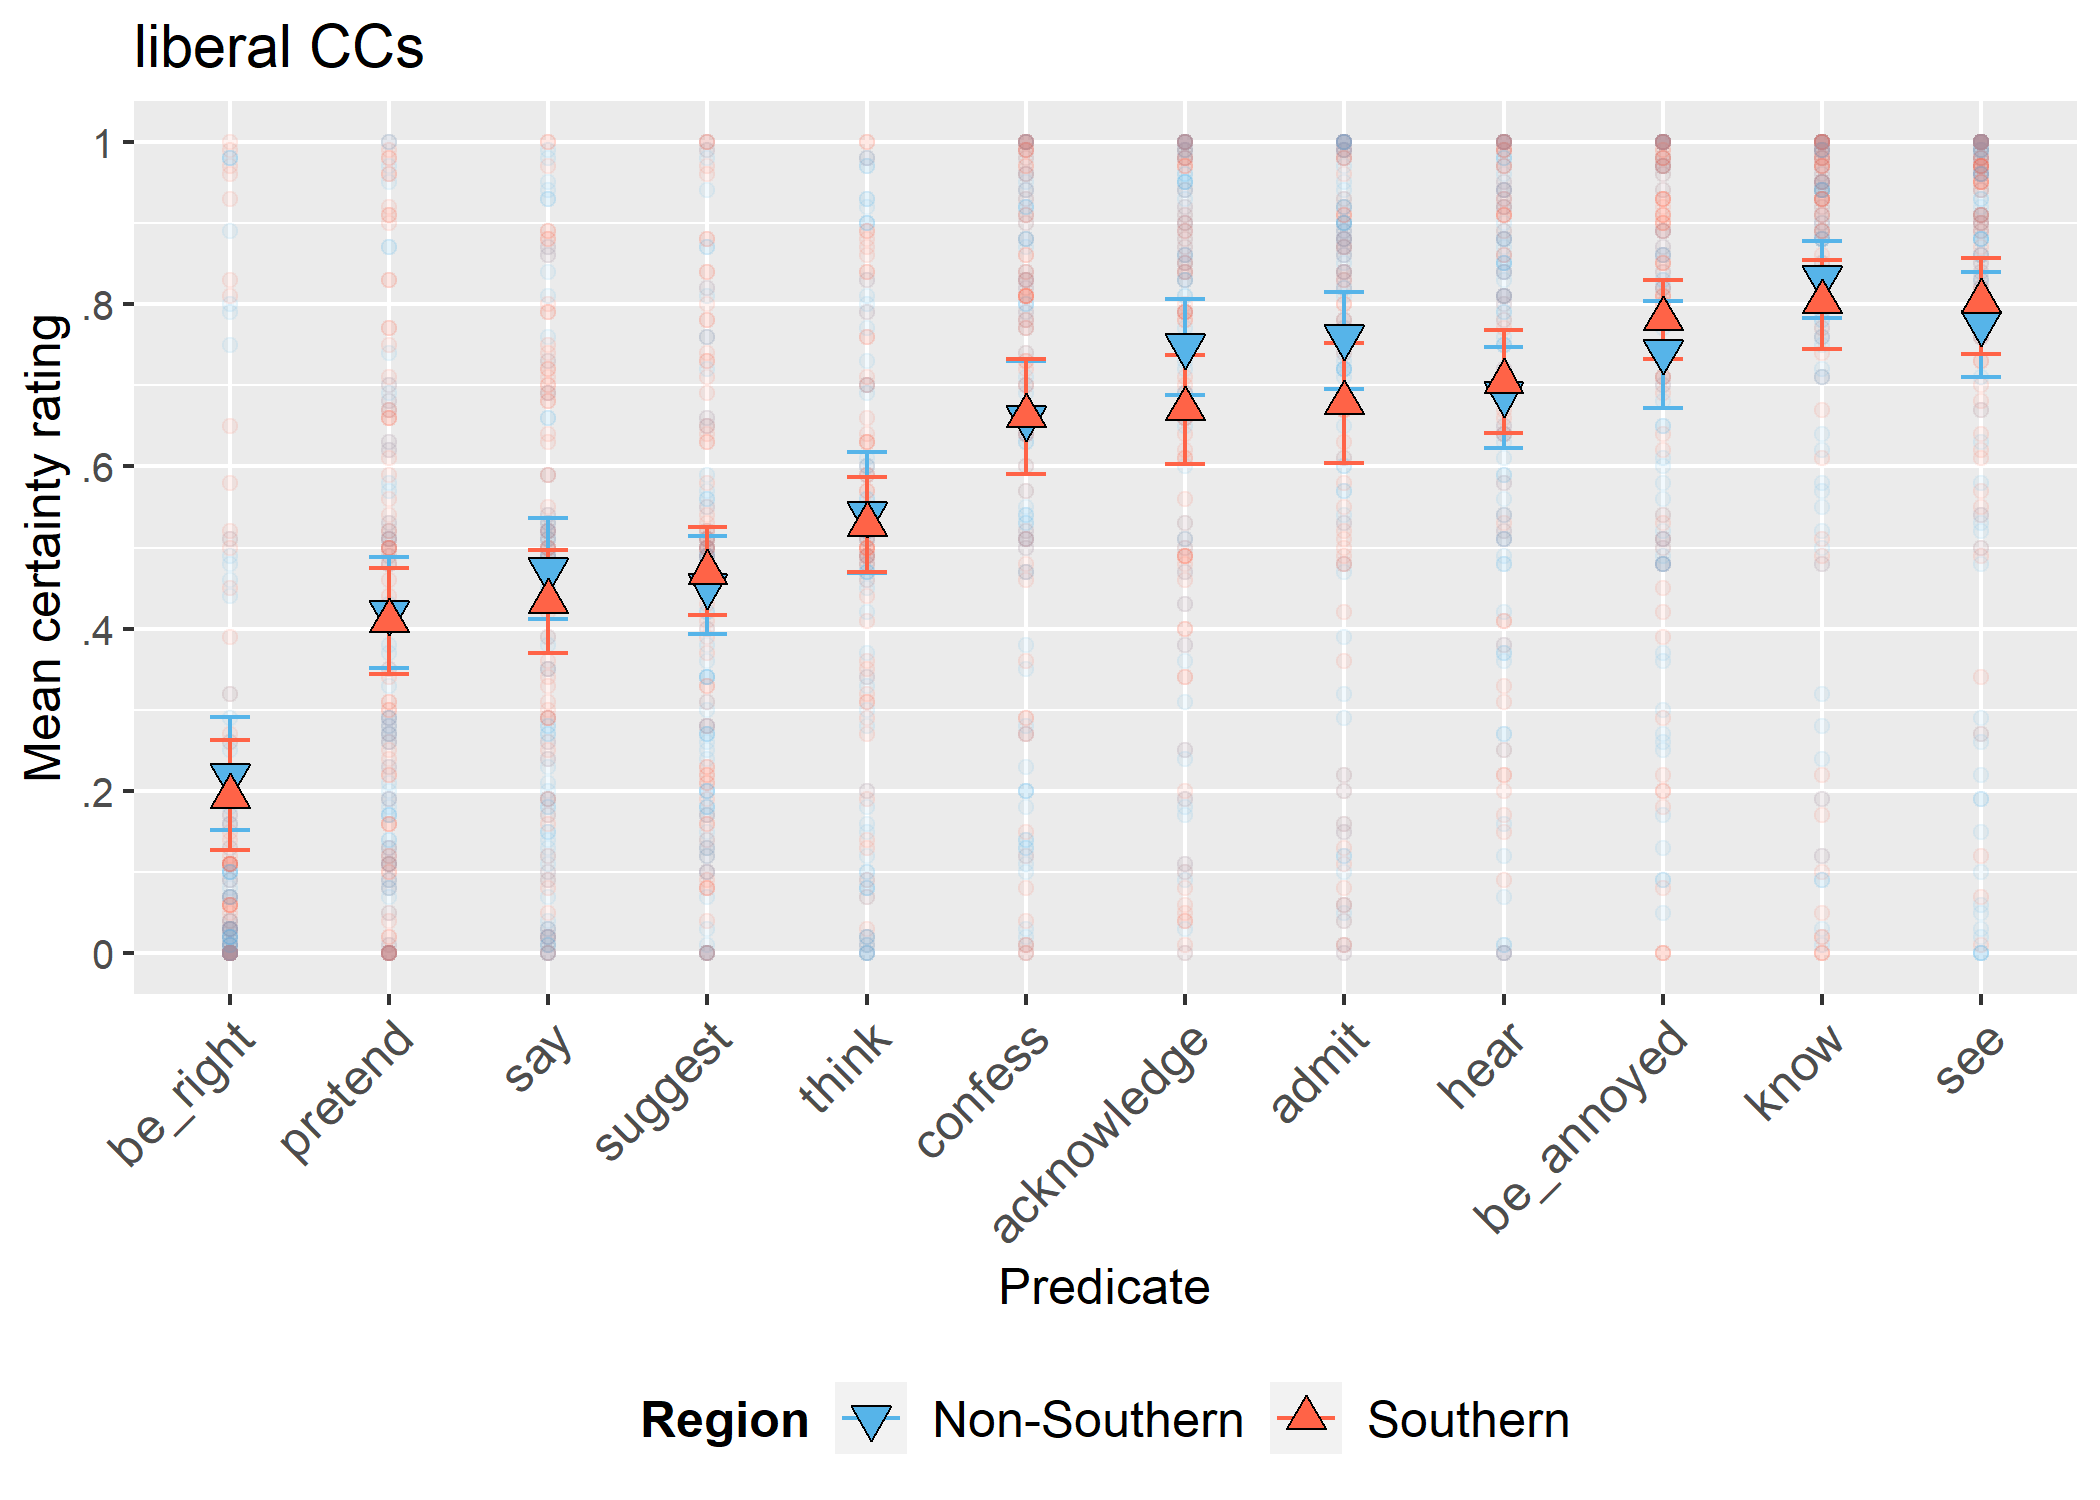 liberal CCs
Mean certainty rating
1
.8
.6
.4
.2
0
be_right
pretend
say
suggest
think
confess
acknowledge
admit
hear
be_annoyed
know
see
Predicate
Region Non-Southern Southern